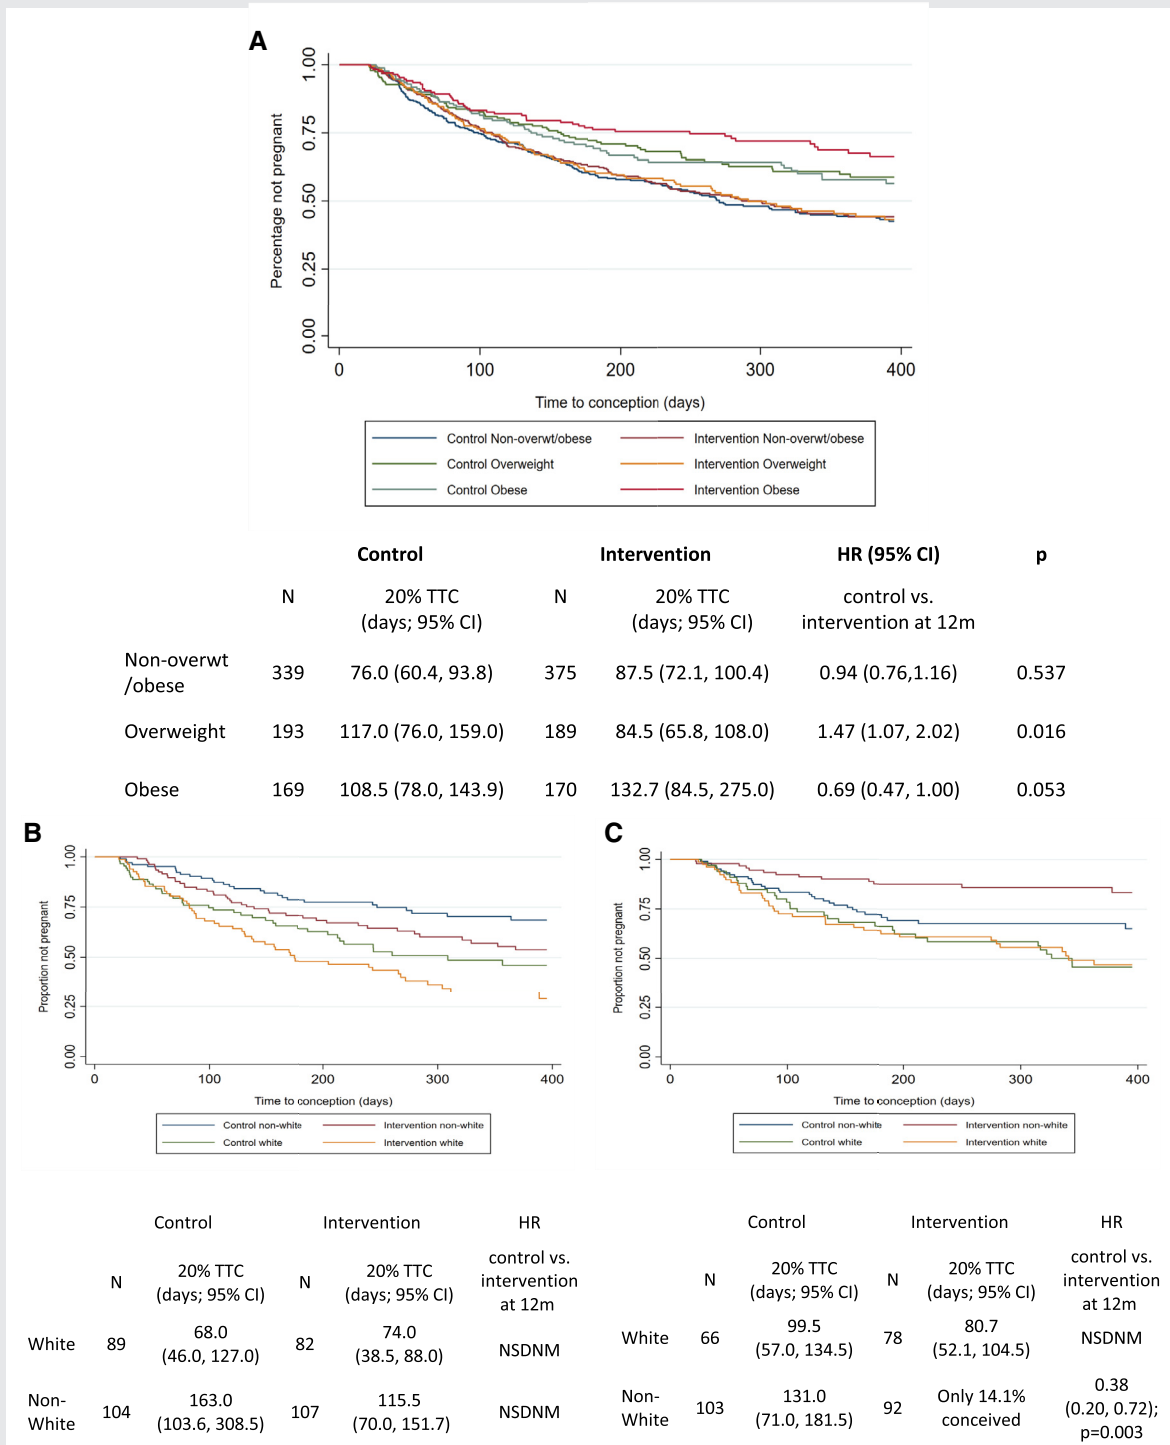 A
1.00
0.75
0.50
0.25
0.00
Percentage not pregnant
0 100 200 300 400
Time to conception (days)
Control Non-overwt/obese Intervention Non-overwt/obese
Control Overweight Intervention Overweight
Control Obese Intervention Obese
Control Intervention HR (95% CI) p
N 20% TTC N 20% TTC control vs.
(days; 95% CI) (days; 95% CI) intervention at 12m
Non-overwt
/obese 339 76.0 (60.4, 93.8) 375 87.5 (72.1, 100.4) 0.94 (0.76,1.16) 0.537
Overweight 193 117.0 (76.0, 159.0) 189 84.5 (65.8, 108.0) 1.47 (1.07, 2.02) 0.016
Obese 169 108.5 (78.0, 143.9) 170 132.7 (84.5, 275.0) 0.69 (0.47, 1.00) 0.053
B
1.00
0.75
0.50
0.25
0.00
Proportion not pregnant
0 100 200 300 400
Time to conception (days)
Control non-white Intervention non-white
Control white Intervention white
Control Intervention HR
N 20% TTC N 20% TTC control vs.
(days; 95% CI) (days; 95% CI) intervention
at 12m
White 89 68.0 82 74.0 NSDNM
(46.0, 127.0) (38.5, 88.0)
Non-
White 104 163.0 107 115.5 NSDNM
(103.6, 308.5) (70.0, 151.7)
C
1.00
0.75
0.50
0.25
0.00
Proportion not pregnant
0 100 200 300 400
Time to conception (days)
Control non-white Intervention non-white
Control white Intervention white
Control Intervention HR
N 20% TTC N 20% TTC control vs.
(days; 95% CI) (days; 95% CI) intervention
at 12m
White 66 99.5 78 80.7 NSDNM
(57.0, 134.5) (52.1, 104.5)
Non-
White 103 131.0 92 Only 14.1% 0.38
(71.0, 181.5) conceived (0.20, 0.72);
p=0.003